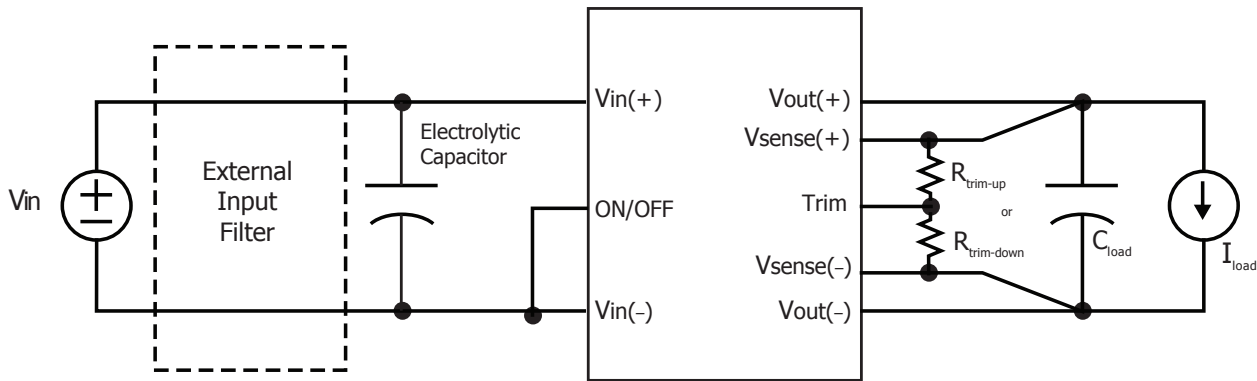 Vin
External
Input
Filter
Electrolytic
Capacitor
Vin(+)
ON/OFF
Vin(−)
Vout(+)
Vsense(+)
Trim
Vsense(−)
Vout(−)
Rtrim-up
or
Rtrim-down
Cload
Iload